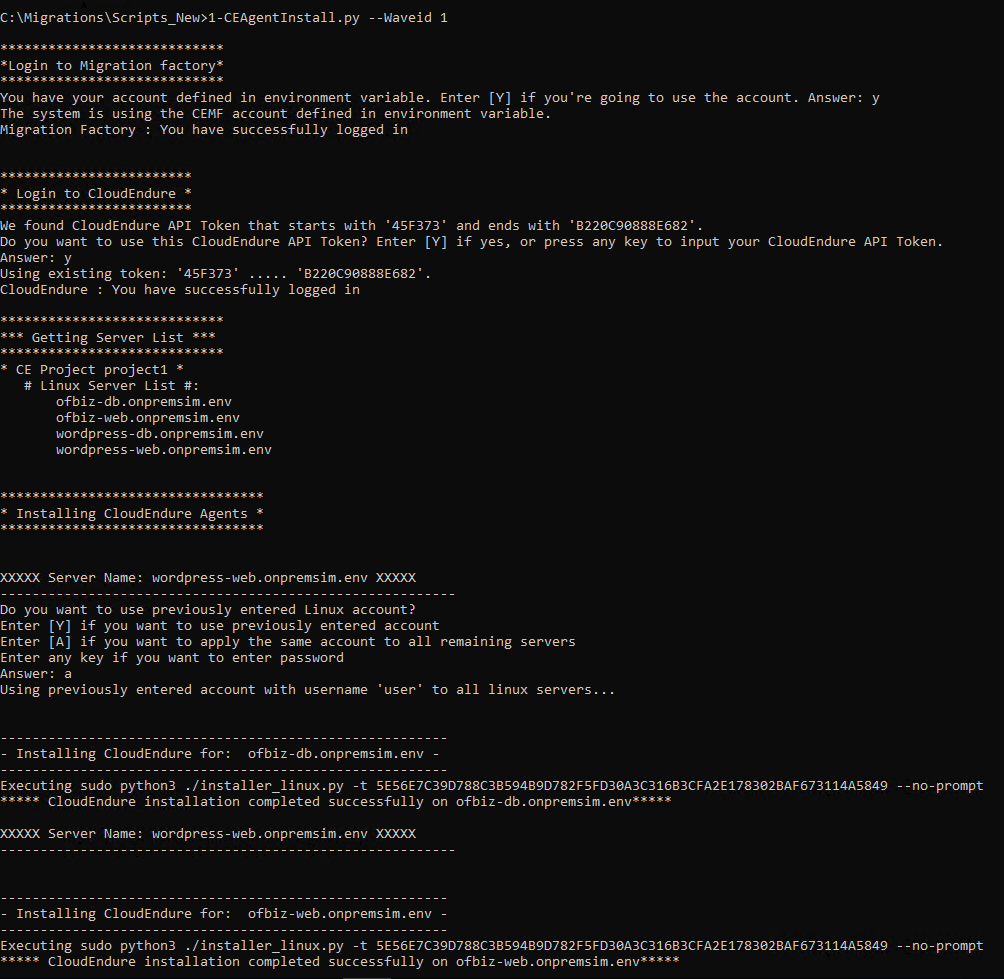 C:\Migrations\Scripts_New>1-CEAgentInstall.py --Waveid 1
****************************
*Login to Migration factory*
****************************
You have your account defined in environment variable. Enter [Y] if you're going to use the account. Answer: y
The system is using the CEMF account defined in environment variable.
Migration Factory : You have successfully logged in
************************
* Login to CloudEndure *
************************
We found CloudEndure API Token that starts with '45F373' and ends with 'B220C90888E682'.
Do you want to use this CloudEndure API Token? Enter [Y] if yes, or press any key to input your CloudEndure API Token.
Answer: y
Using existing token: '45F373' ..... 'B220C90888E682'.
CloudEndure : You have successfully logged in
****************************
*** Getting Server List ***
****************************
* CE Project project1 *
# Linux Server List #:
ofbiz-db.onpremsim.env
ofbiz-web.onpremsim.env
wordpress-db.onpremsim.env
wordpress-web.onpremsim.env
*********************************
* Installing CloudEndure Agents *
*********************************
XXXXX Server Name: wordpress-web.onpremsim.env XXXXX
---------------------------------------------------------
Do you want to use previously entered Linux account?
Enter [Y] if you want to use previously entered account
Enter [A] if you want to apply the same account to all remaining servers
Enter any key if you want to enter password
Answer: a
Using previously entered account with username 'user' to all linux servers...
--------------------------------------------------------
- Installing CloudEndure for:  ofbiz-db.onpremsim.env -
--------------------------------------------------------
Executing sudo python3 ./installer_linux.py -t 5E56E7C39D788C3B594B9D782F5FD30A3C316B3CFA2E178302BAF673114A5849 --no-prompt
***** CloudEndure installation completed successfully on ofbiz-db.onpremsim.env*****
XXXXX Server Name: wordpress-web.onpremsim.env XXXXX
---------------------------------------------------------
--------------------------------------------------------
- Installing CloudEndure for:  ofbiz-web.onpremsim.env -
--------------------------------------------------------
Executing sudo python3 ./installer_linux.py -t 5E56E7C39D788C3B594B9D782F5FD30A3C316B3CFA2E178302BAF673114A5849 --no-prompt
***** CloudEndure installation completed successfully on ofbiz-web.onpremsim.env*****